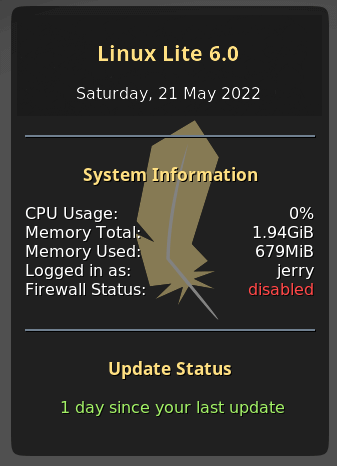 Linux Lite 6.0
Saturday, 21 May 2022
System Information
CPU Usage: 0%
Memory Total: 1.94GiB
Memory Used: 679MiB
Logged in as: jerry
Firewall Status: disabled
Update Status
1 day since your last update